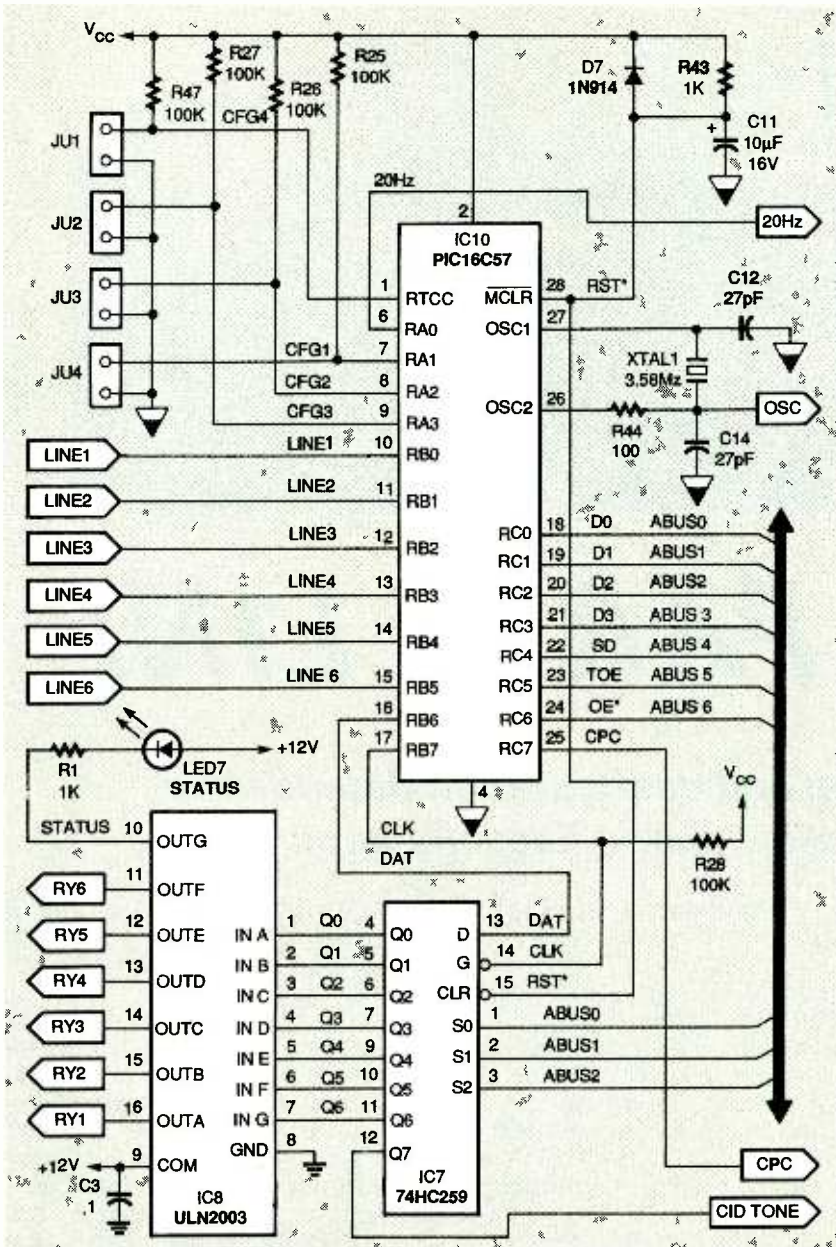 VCC
R27
100K
R25
100K
R47
100K
R26
100K
CFG4
D7
1N914
R43
1K
+
C11
10µF
16V
JU1
20Hz
20Hz
2
IC10
PIC16C57
JU2
1
RTCC
MCLR
28
RST*
C12
27pF
JU3
6
RA0
OSC1
27
7
RA1
CFG1
XTAL1
3.58Mz
JU4
8
RA2
CFG2
OSC2
26
OSC
9
RA3
CFG3
R44
100
C14
27pF
LINE1
LINE1
10
RB0
LINE2
LINE2
11
RB1
RC0
18
D0
ABUS0
LINE3
LINE3
12
RB2
RC1
19
D1
ABUS1
RC2
20
D2
ABUS2
LINE4
LINE4
13
RB3
RC3
21
D3
ABUS 3
LINE5
LINE5
14
RB4
RC4
22
SD
ABUS 4
LINE6
LINE 6
15
RB5
RC5
23
TOE
ABUS 5
16
RB6
RC6
24
OE*
ABUS 6
17
RB7
RC7
25
CPC
R1
1K
LED7
STATUS
+12V
4
VCC
STATUS
10
OUTG
CLK
DAT
R28
100K
RY6
11
OUTF
RY5
12
OUTE
IN A
1
Q0
4
Q0
D
13
DAT
RY4
13
OUTD
IN B
2
Q1
5
Q1
G
14
CLK
IN C
3
Q2
6
Q2
CLR
15
RST*
RY3
14
OUTC
IN D
4
Q3
7
Q3
S0
1
ABUS0
RY2
15
OUTB
IN E
5
Q4
9
Q4
S1
2
ABUS1
IN F
6
Q5
10
Q5
S2
3
ABUS2
RY1
16
OUTA
IN G
7
Q6
11
Q6
+12V
9
COM
GND
8
12
Q7
CPC
C3
.1
IC8
ULN2003
IC7
74HC259
CID TONE